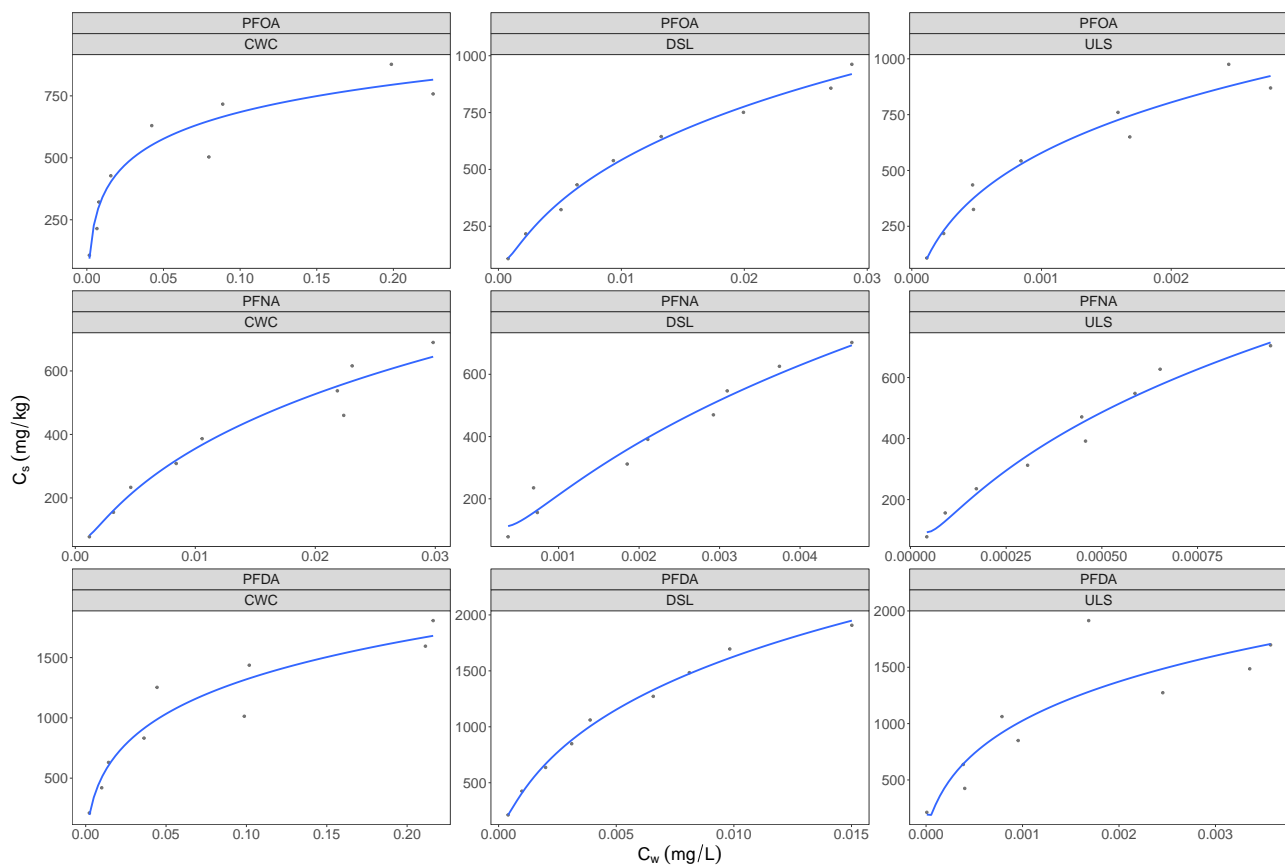 PFOA PFOA PFOA
CWC DSL ULS
750
500
250
0.00 0.05 0.10 0.15 0.20
1000
750
500
250
0.01 0.02 0.03
1000
750
500
250
0.001 0.002
PFNA PFNA PFNA
CWC DSL ULS
600
400
200
0.00 0.01 0.02 0.03
600
400
200
0.001 0.002 0.003 0.004
600
400
200
0.00000 0.00025 0.00050 0.00075
PFDA PFDA PFDA
CWC DSL ULS
1500
1000
500
0.00 0.05 0.10 0.15 0.20
2000
1500
1000
500
0.000 0.005 0.010 0.015
2000
1500
1000
500
0.000 0.001 0.002 0.003
C_s (mg/kg)
C_w (mg/L)